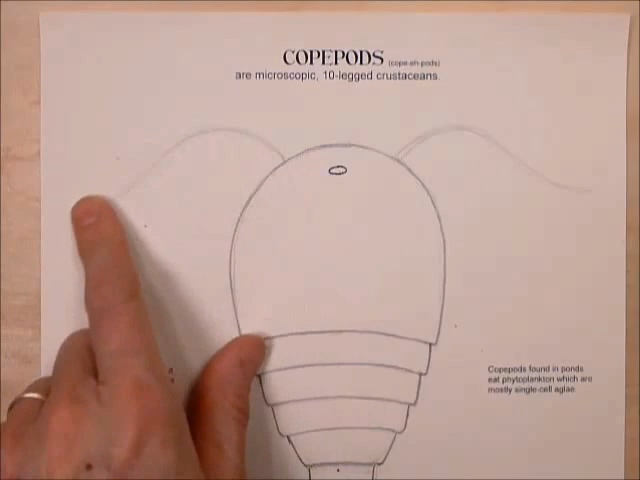 COPEPODS (cope-eh-pods)
are microscopic, 10-legged crustaceans.
Copepods found in ponds
eat phytoplankton which are
mostly single-cell aglae.